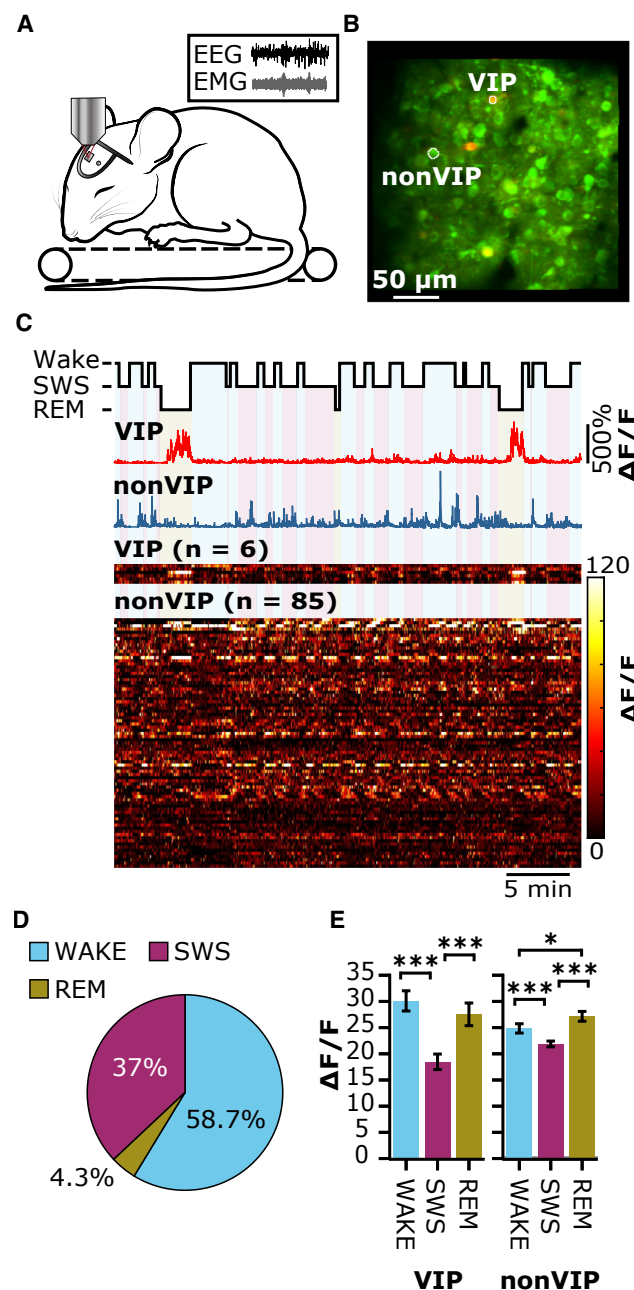 A
EEG
EMG
B
VIP
nonVIP
50 µm
C
Wake
SWS
REM
VIP
500%
ΔF/F
nonVIP
VIP (n = 6)
nonVIP (n = 85)
120
ΔF/F
0
5 min
D
WAKE
SWS
REM
37%
58.7%
4.3%
E
*
*** ***
*** ***
35
30
25
20
15
10
5
0
ΔF/F
WAKE
SWS
REM
WAKE
SWS
REM
VIP
nonVIP